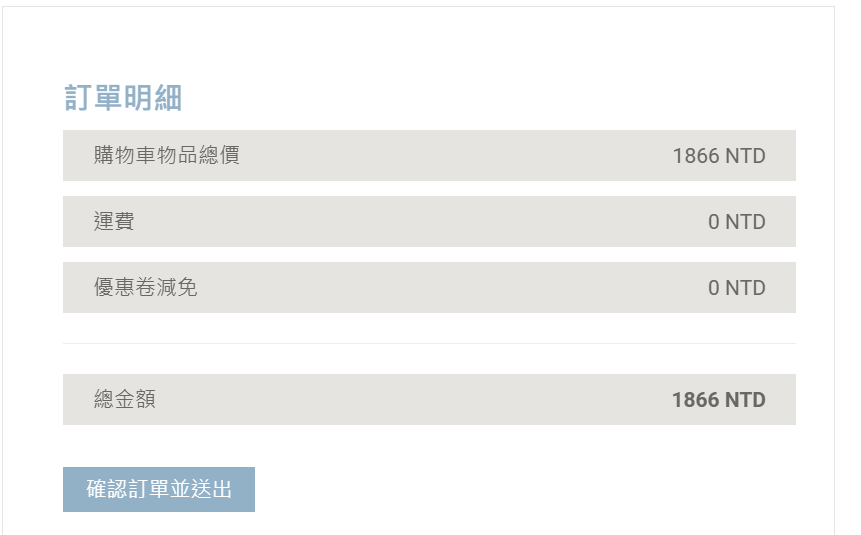 訂單明細
購物車物品總價 1866 NTD
運費 0 NTD
優惠卷減免 0 NTD
總金額 1866 NTD
確認訂單並送出